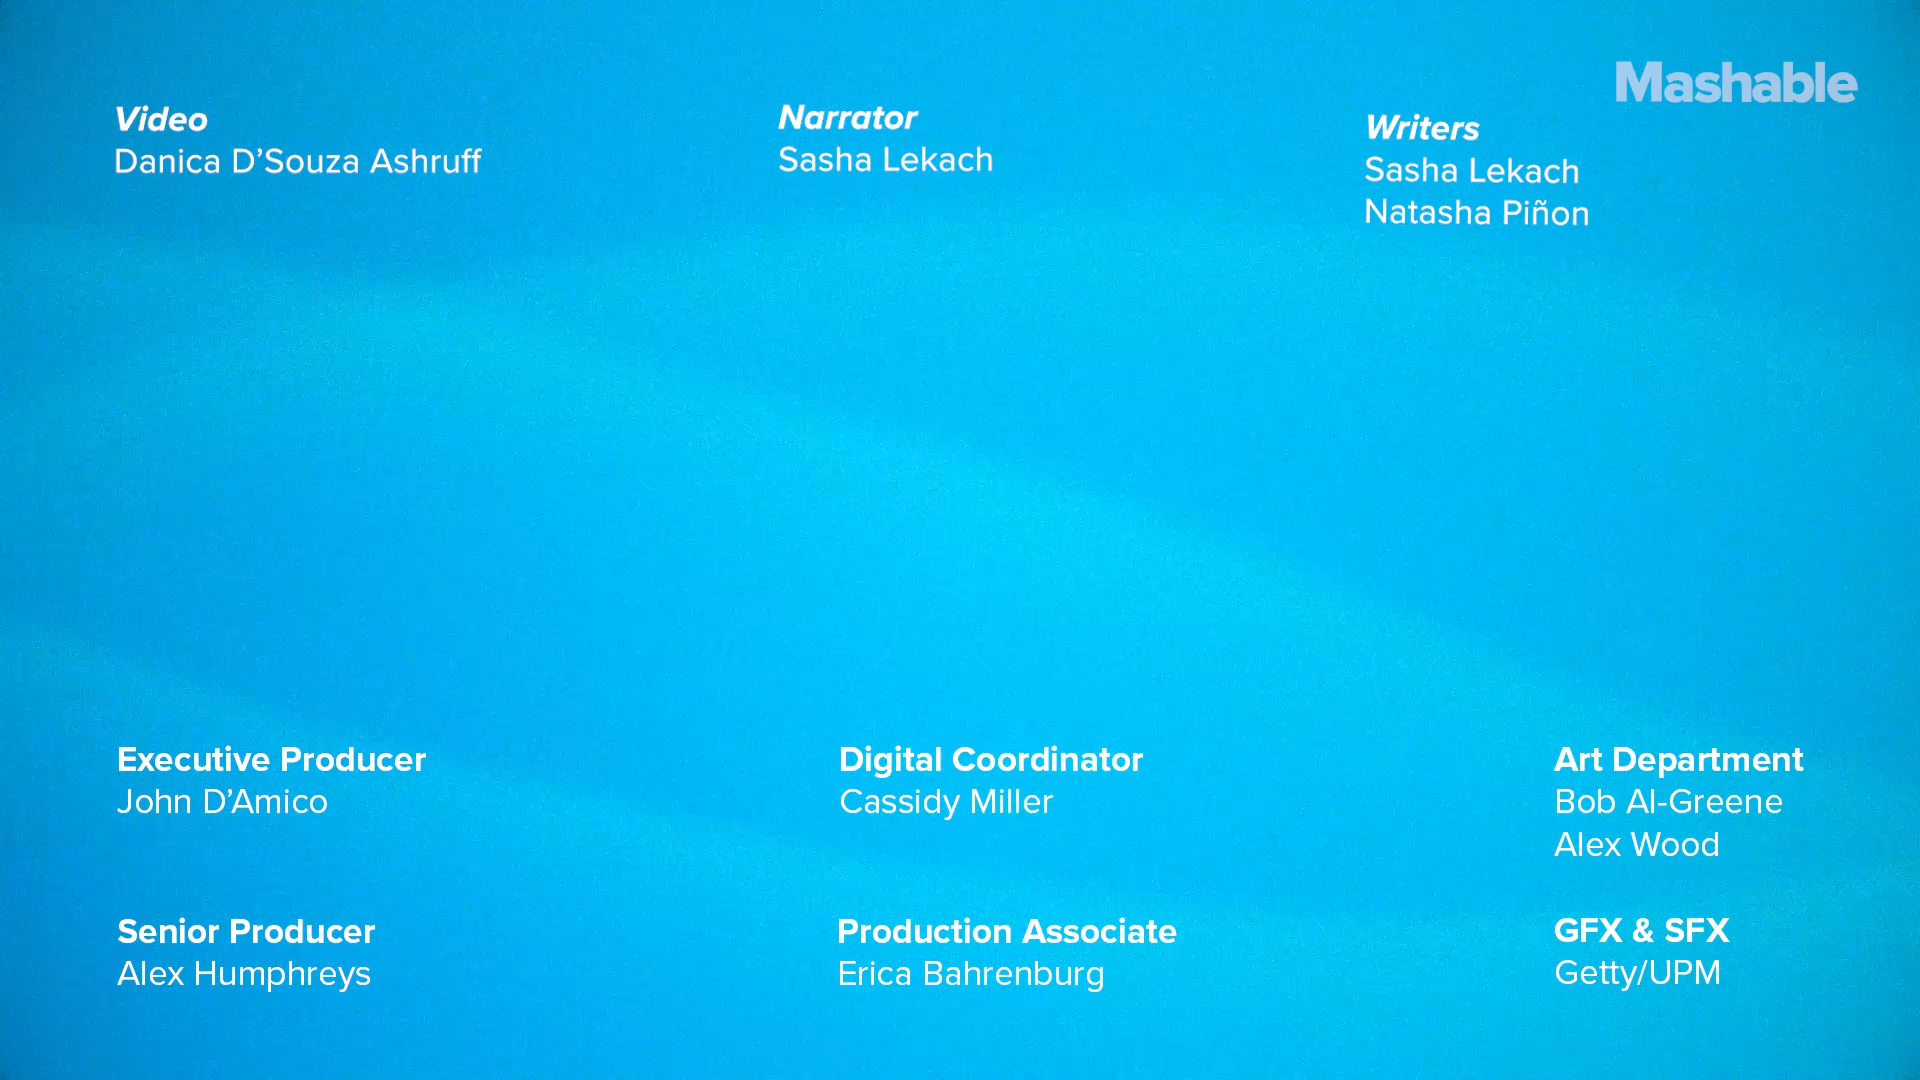 Mashable
Video
Danica D’Souza Ashruff
Narrator
Sasha Lekach
Writers
Sasha Lekach
Natasha Piñon
Executive Producer
John D’Amico
Digital Coordinator
Cassidy Miller
Art Department
Bob Al-Greene
Alex Wood
Senior Producer
Alex Humphreys
Production Associate
Erica Bahrenburg
GFX & SFX
Getty/UPM